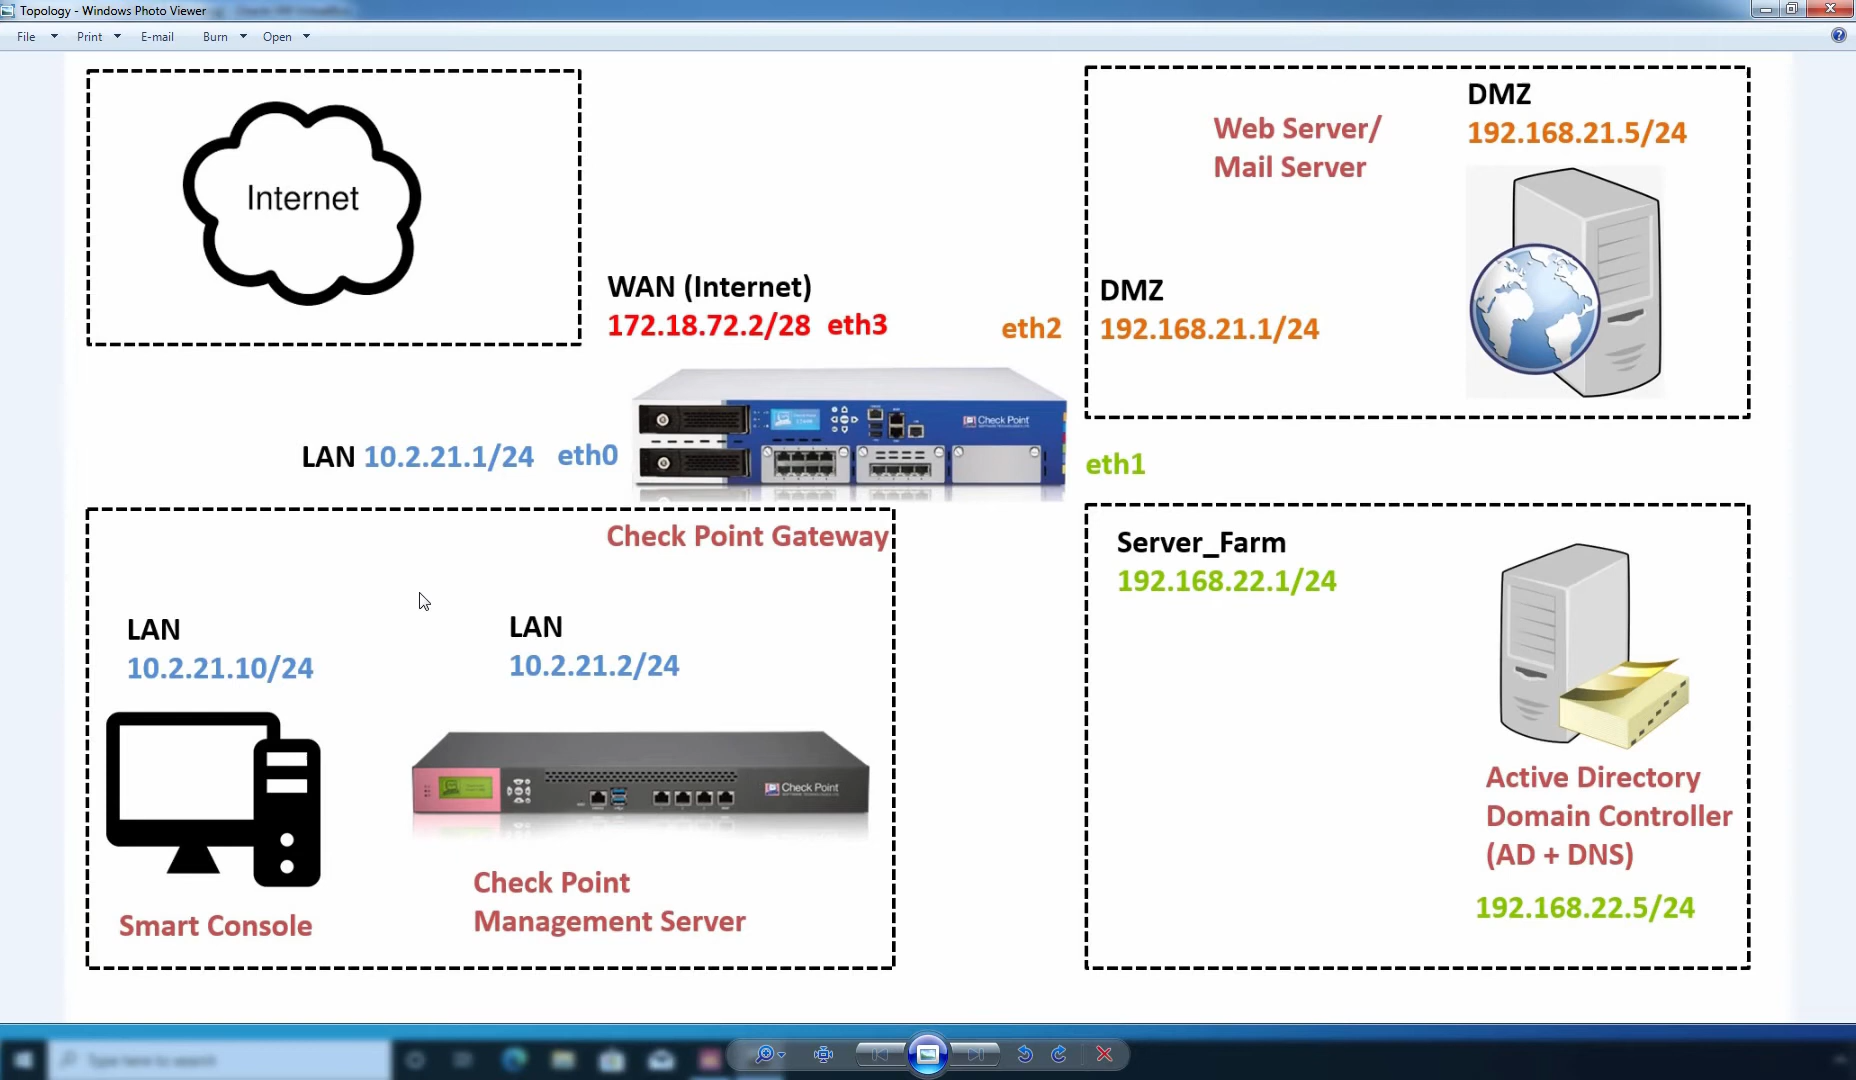 Topology - Windows Photo Viewer
File Print E-mail Burn Open
Internet
WAN (Internet)
172.18.72.2/28 eth3
eth2
DMZ
192.168.21.5/24
Web Server/
Mail Server
DMZ
192.168.21.1/24
LAN 10.2.21.1/24 eth0
Check Point
eth1
Check Point Gateway
LAN
10.2.21.10/24
LAN
10.2.21.2/24
Check Point
Smart Console
Check Point
Management Server
Server_Farm
192.168.22.1/24
Active Directory
Domain Controller
(AD + DNS)
192.168.22.5/24
Type here to search